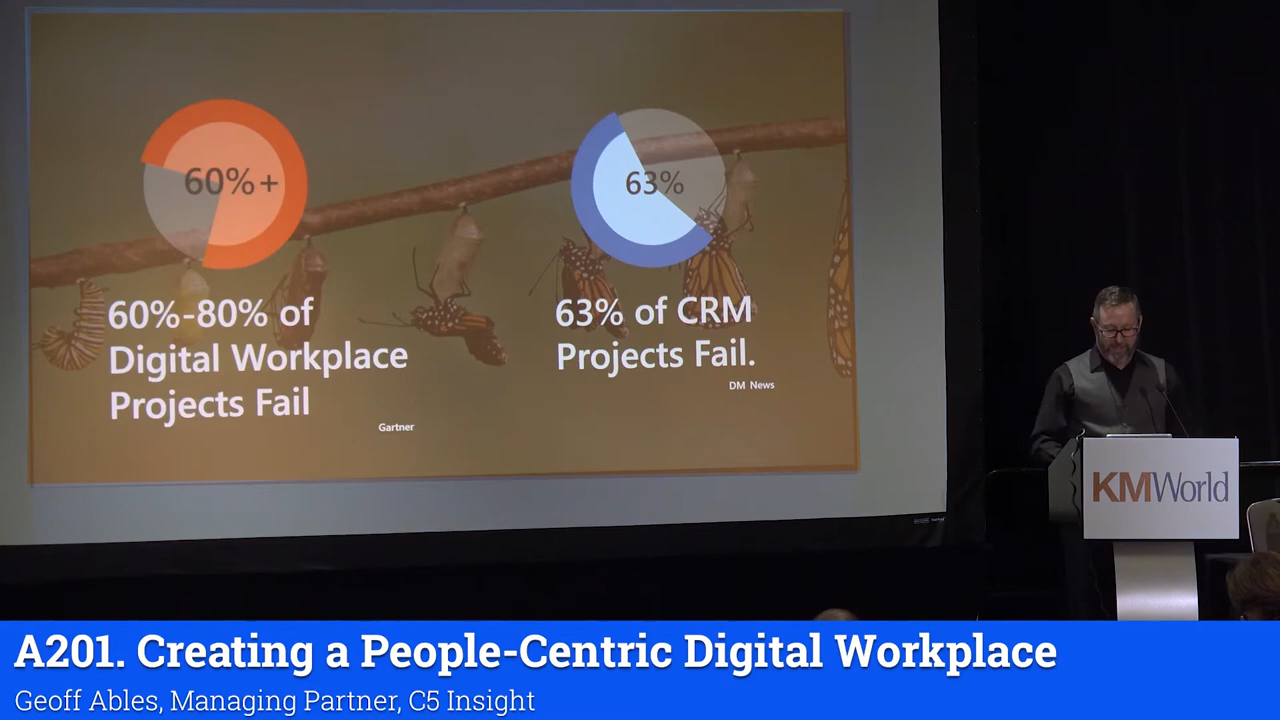 60%+
63%
60%-80% of
Digital Workplace
Projects Fail
Gartner
63% of CRM
Projects Fail.
DM News
KMWorld
A201. Creating a People-Centric Digital Workplace
Geoff Ables, Managing Partner, C5 Insight